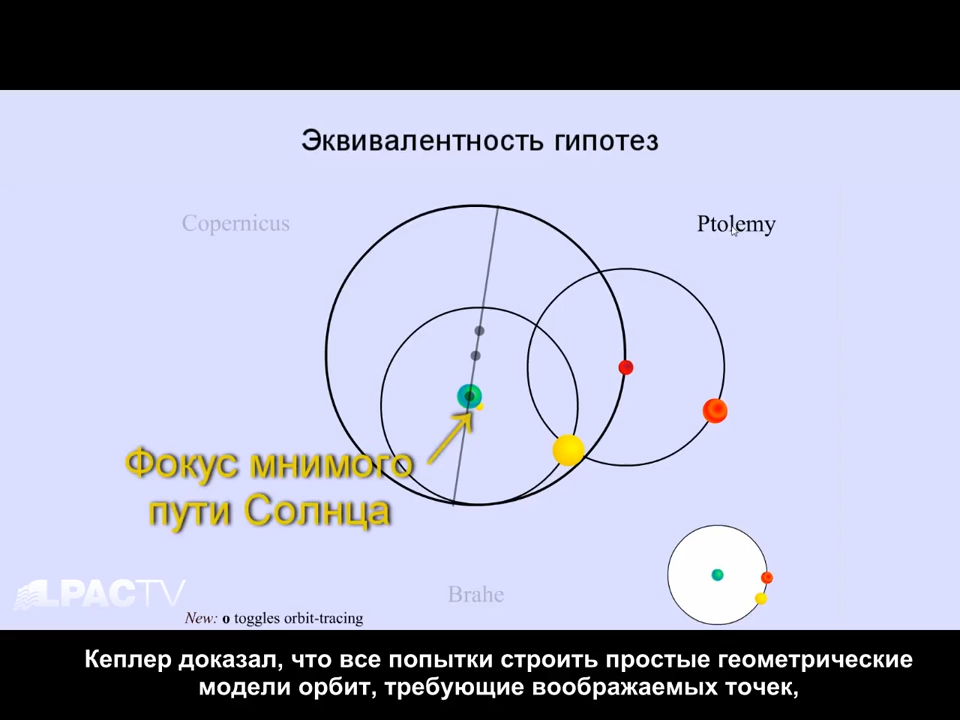 Эквивалентность гипотез
Copernicus
Ptolemy
Фокус мнимого
пути Солнца
Brahe
LPACTV
New: o toggles orbit-tracing
Кеплер доказал, что все попытки строить простые геометрические
модели орбит, требующие воображаемых точек,